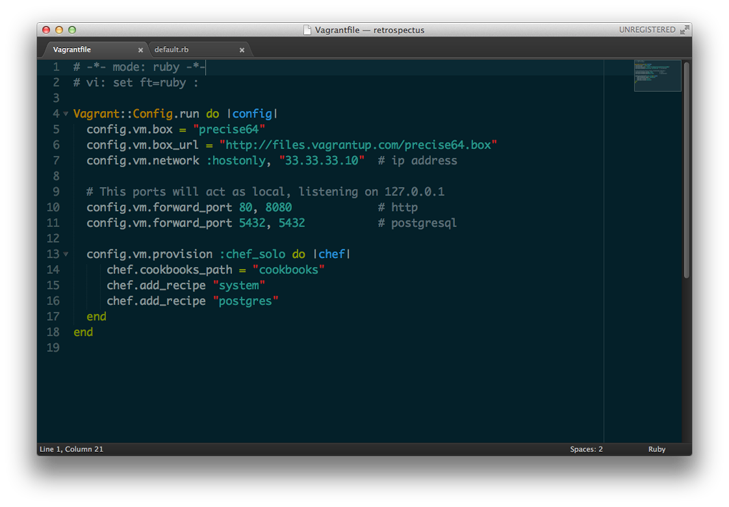 Vagrantfile — retrospectus
UNREGISTERED
Vagrantfile × default.rb ×
1 # -*- mode: ruby -*-
2 # vi: set ft=ruby :
3
4 Vagrant::Config.run do |config|
5 config.vm.box = "precise64"
6 config.vm.box_url = "http://files.vagrantup.com/precise64.box"
7 config.vm.network :hostonly, "33.33.33.10" # ip address
8
9 # This ports will act as local, listening on 127.0.0.1
10 config.vm.forward_port 80, 8080 # http
11 config.vm.forward_port 5432, 5432 # postgresql
12
13 config.vm.provision :chef_solo do |chef|
14 chef.cookbooks_path = "cookbooks"
15 chef.add_recipe "system"
16 chef.add_recipe "postgres"
17 end
18 end
19
Line 1, Column 21 Spaces: 2 Ruby